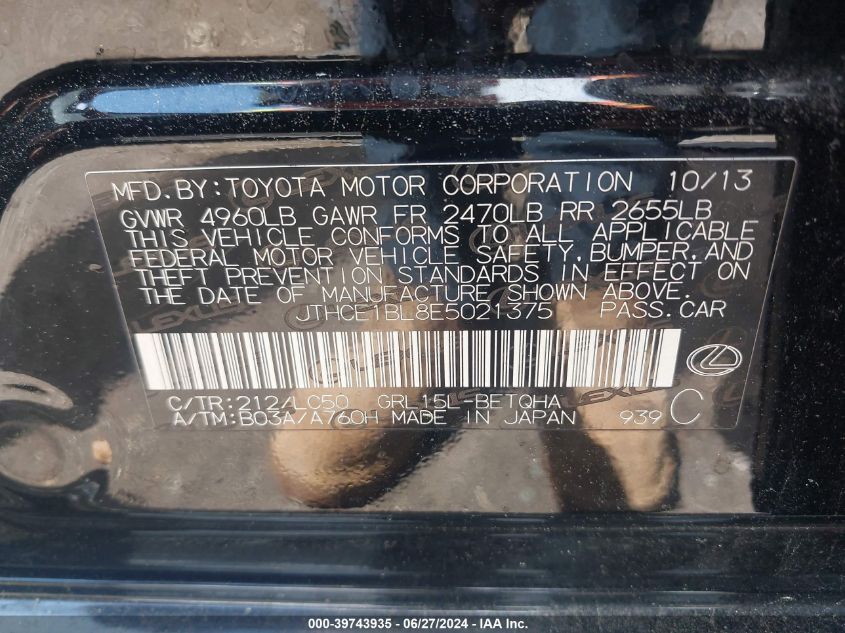 MFD.BY:TOYOTA MOTOR CORPORATION 10/13
GVWR 4960LB GAWR FR 2470LB RR 2655LB
THIS VEHICLE CONFORMS TO ALL APPLICABLE
FEDERAL MOTOR VEHICLE SAFETY,BUMPER,AND
THEFT PREVENTION STANDARDS IN EFFECT ON
THE DATE OF MANUFACTURE SHOWN ABOVE.
JTHCE1BL8E5021375 PASS.CAR
C/TR:212/LC50 GRL15L-BETQHA
A/TM:B03A/A760H MADE IN JAPAN 939 C
000-39743935 - 06/27/2024 - IAA Inc.